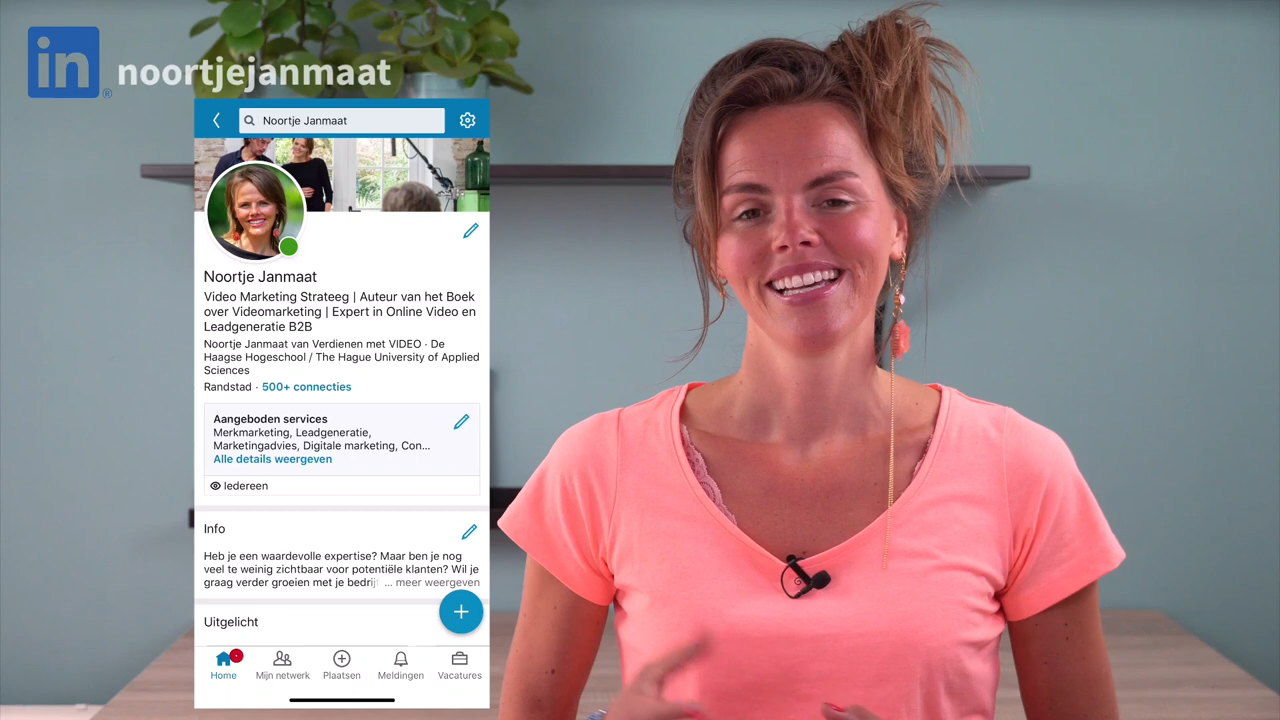 in
noortjejanmaat
Noortje Janmaat
Noortje Janmaat
Video Marketing Strateeg | Auteur van het Boek
over Videomarketing | Expert in Online Video en
Leadgeneratie B2B
Noortje Janmaat van Verdienen met VIDEO · De
Haagse Hogeschool / The Hague University of Applied
Sciences
Randstad · 500+ connecties
Aangeboden services
Merkmarketing, Leadgeneratie,
Marketingadvies, Digitale marketing, Con...
Alle details weergeven
Iedereen
Info
Heb je een waardevolle expertise? Maar ben je nog
veel te weinig zichtbaar voor potentiële klanten? Wil je
graag verder groeien met je bedrij ... meer weergeven
Uitgelicht
Home Mijn netwerk Plaatsen Meldingen Vacatures